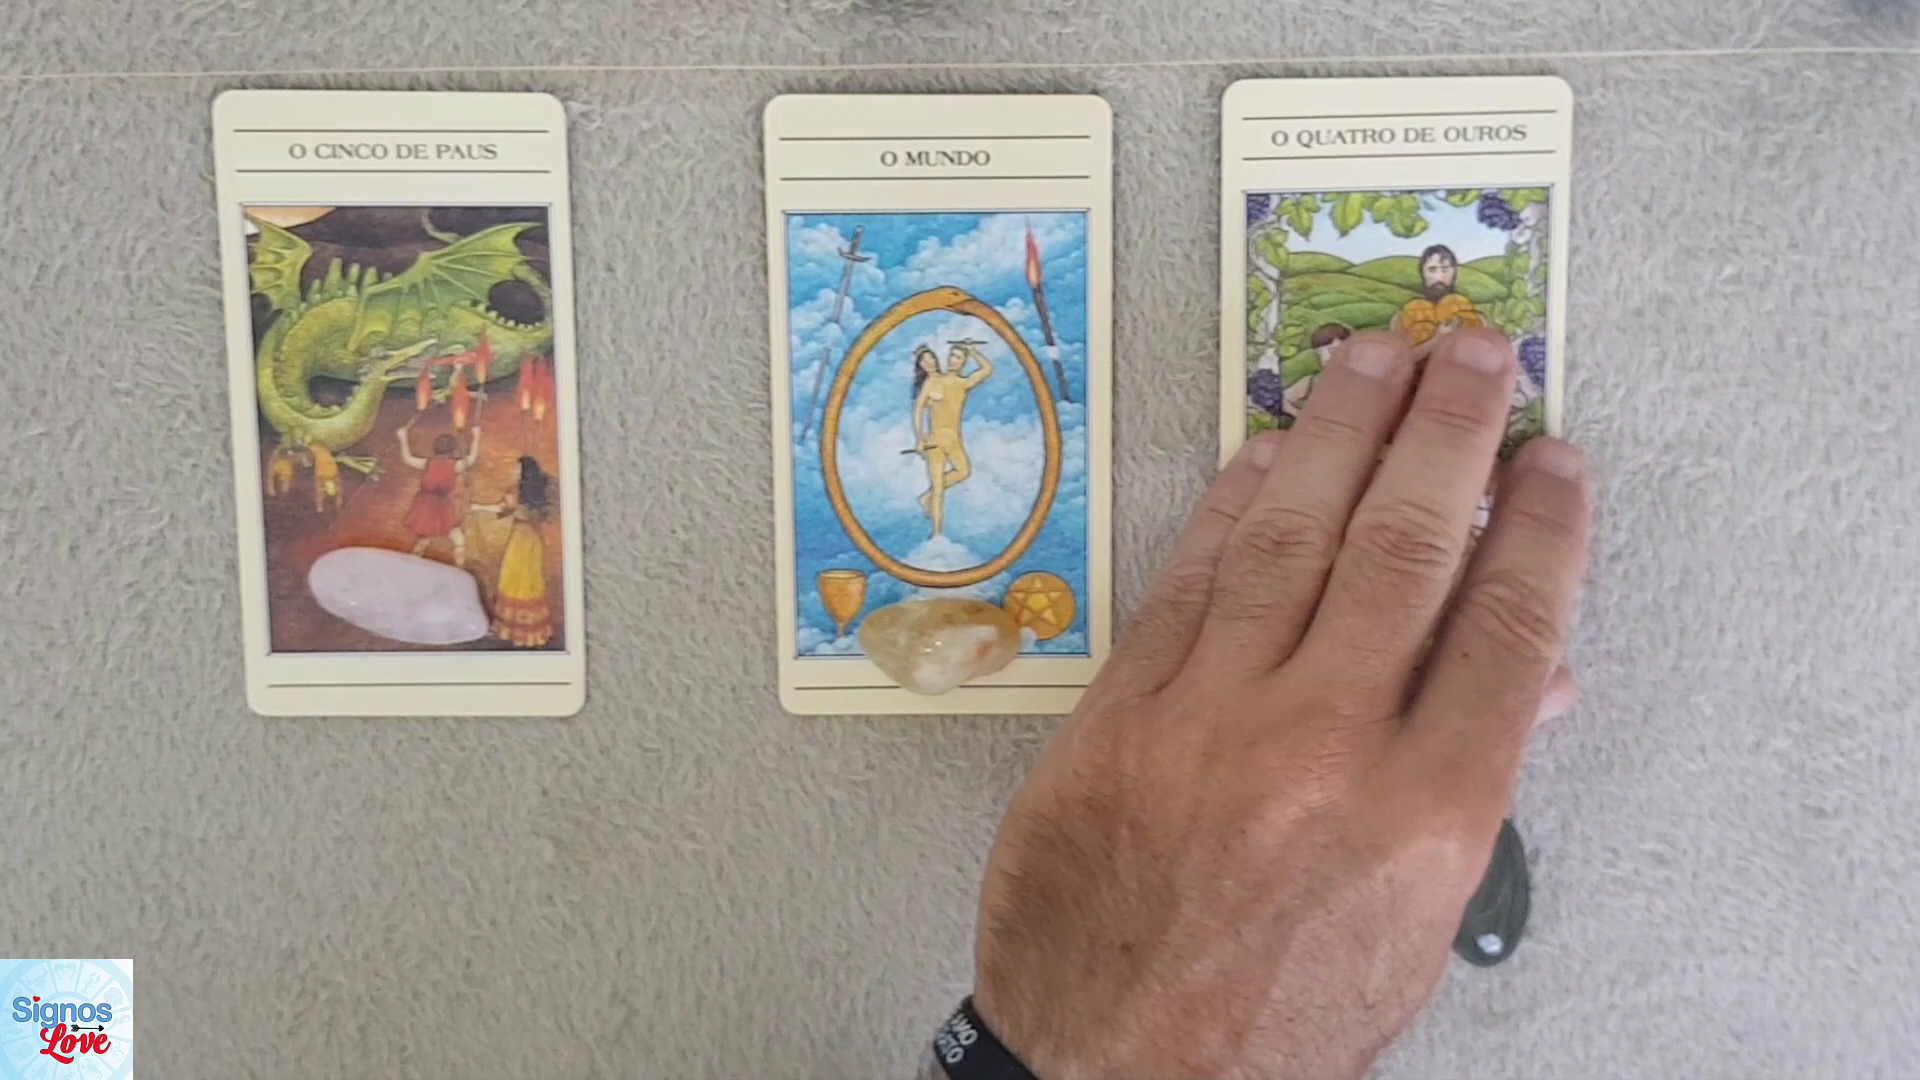 O CINCO DE PAUS
O MUNDO
O QUATRO DE OUROS
Signos
Love